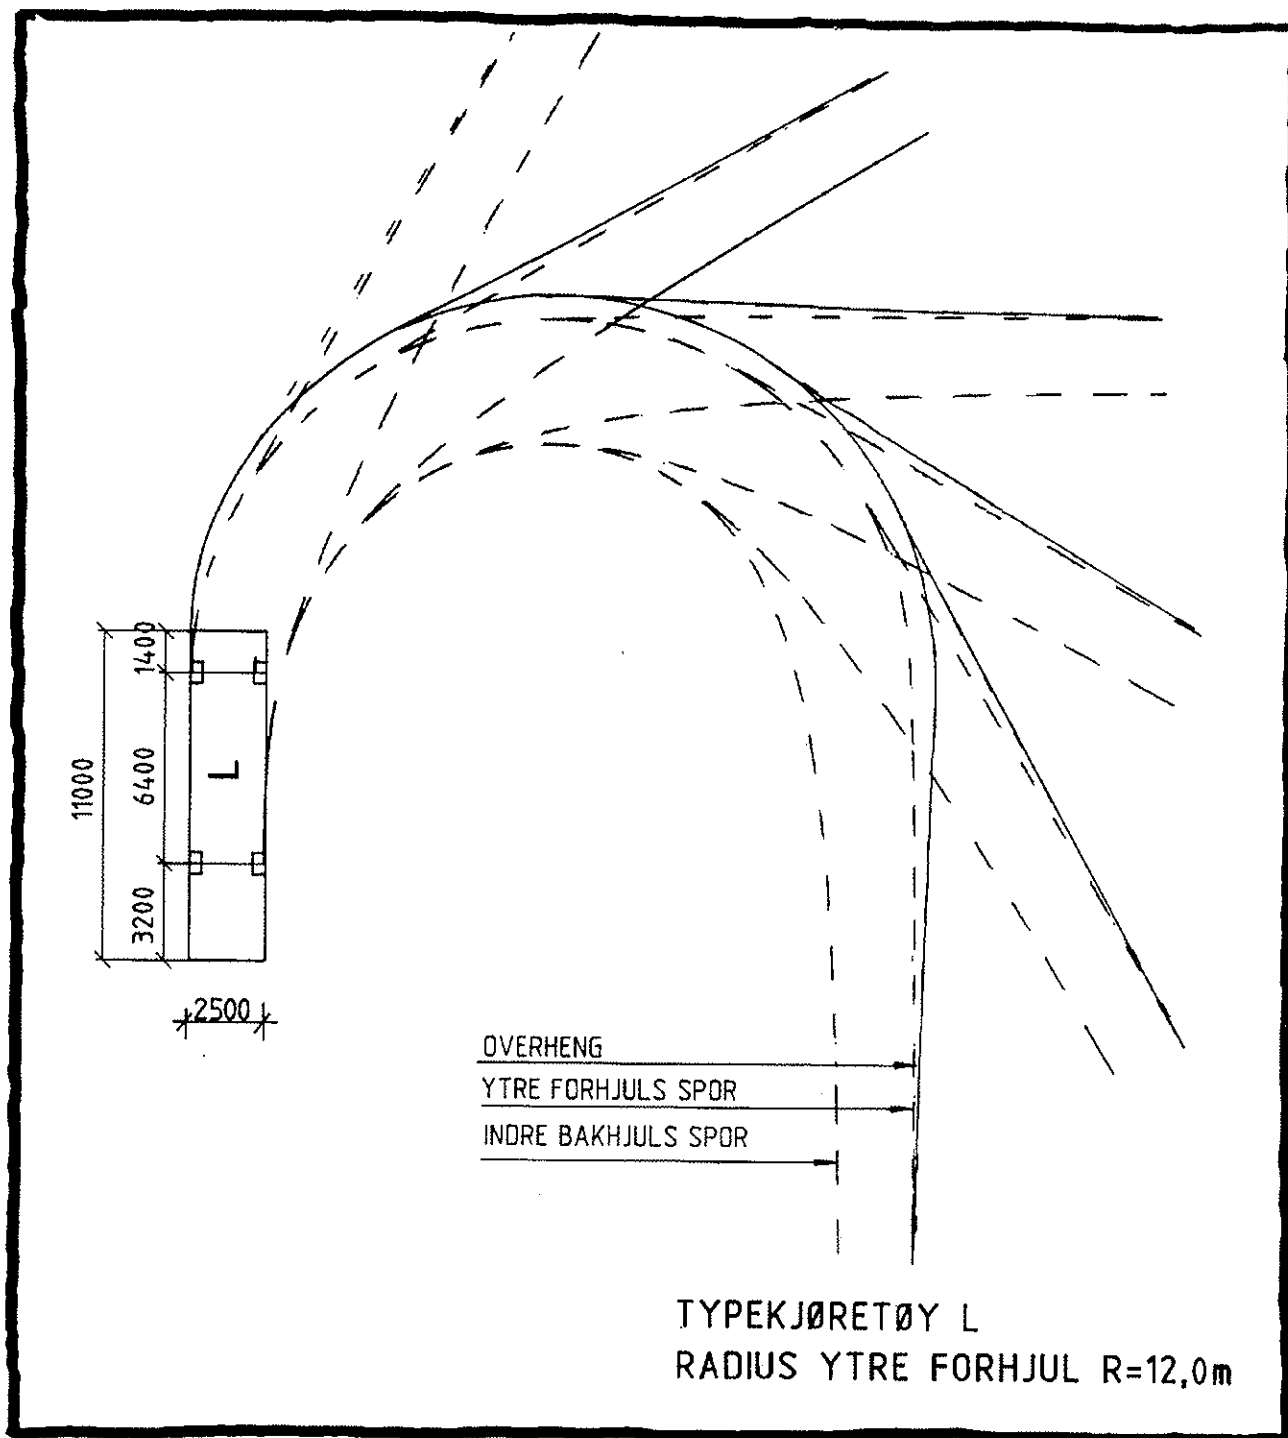 1400
11000
6400
L
3200
2500
OVERHENG
YTRE FORHJULS SPOR
INDRE BAKHJULS SPOR
TYPEKJØRETØY L
RADIUS YTRE FORHJUL R=12,0m